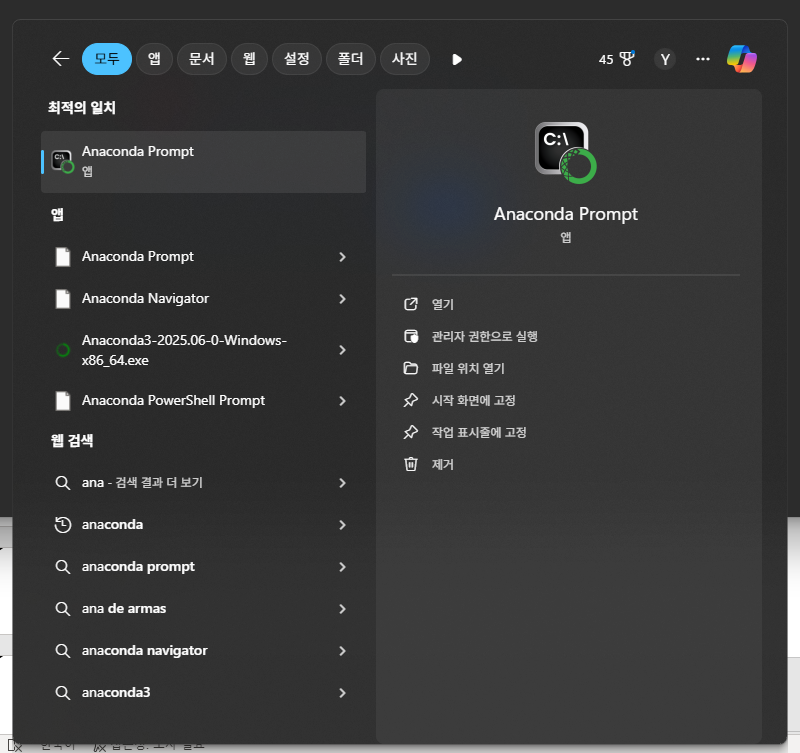 모두
앱
문서
웹
설정
폴더
사진
45
Y
최적의 일치
Anaconda Prompt
앱
앱
Anaconda Prompt
Anaconda Navigator
Anaconda3-2025.06-0-Windows-
x86_64.exe
Anaconda PowerShell Prompt
웹 검색
ana - 검색 결과 더 보기
anaconda
anaconda prompt
ana de armas
anaconda navigator
anaconda3
C:\
Anaconda Prompt
앱
열기
관리자 권한으로 실행
파일 위치 열기
시작 화면에 고정
작업 표시줄에 고정
제거
한국어